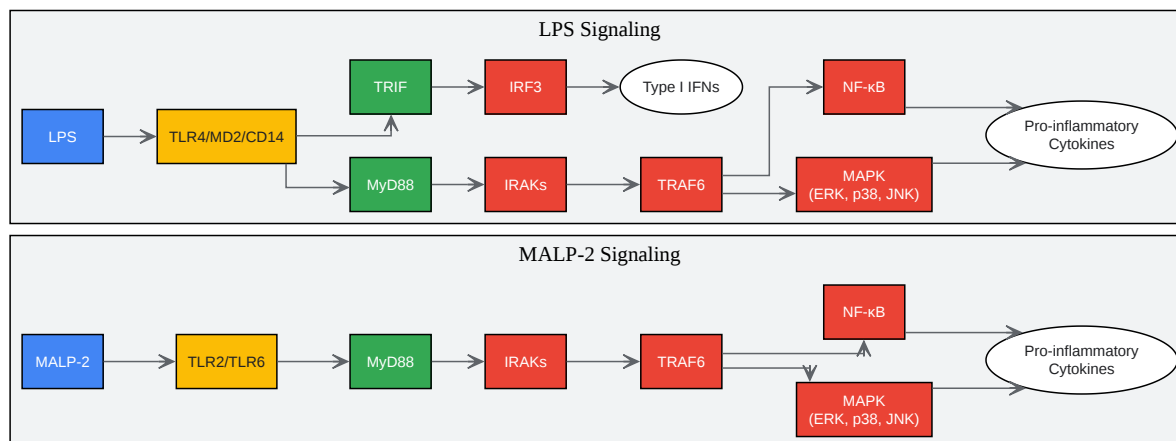 LPS Signaling
TRIF
IRF3
Type I IFNs
NF-κB
LPS
TLR4/MD2/CD14
Pro-inflammatory
Cytokines
MyD88
IRAKs
TRAF6
MAPK
(ERK, p38, JNK)
MALP-2 Signaling
NF-κB
MALP-2
TLR2/TLR6
MyD88
IRAKs
TRAF6
Pro-inflammatory
Cytokines
MAPK
(ERK, p38, JNK)